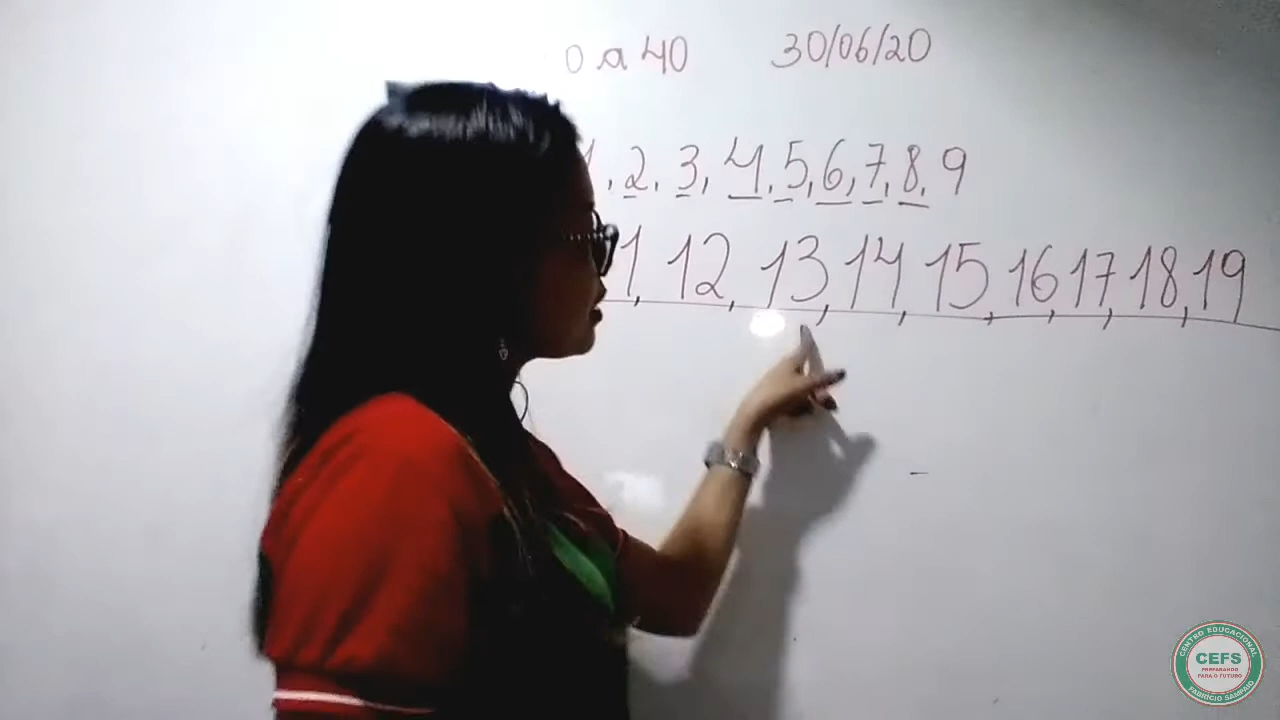 0 a 40 30/06/20
1, 2, 3, 4, 5, 6, 7, 8, 9
1, 12, 13, 14, 15, 16, 17, 18, 19
CENTRO EDUCACIONAL
CEFS
PREPARANDO
PARA O FUTURO
FABRICIO SAMPAIO